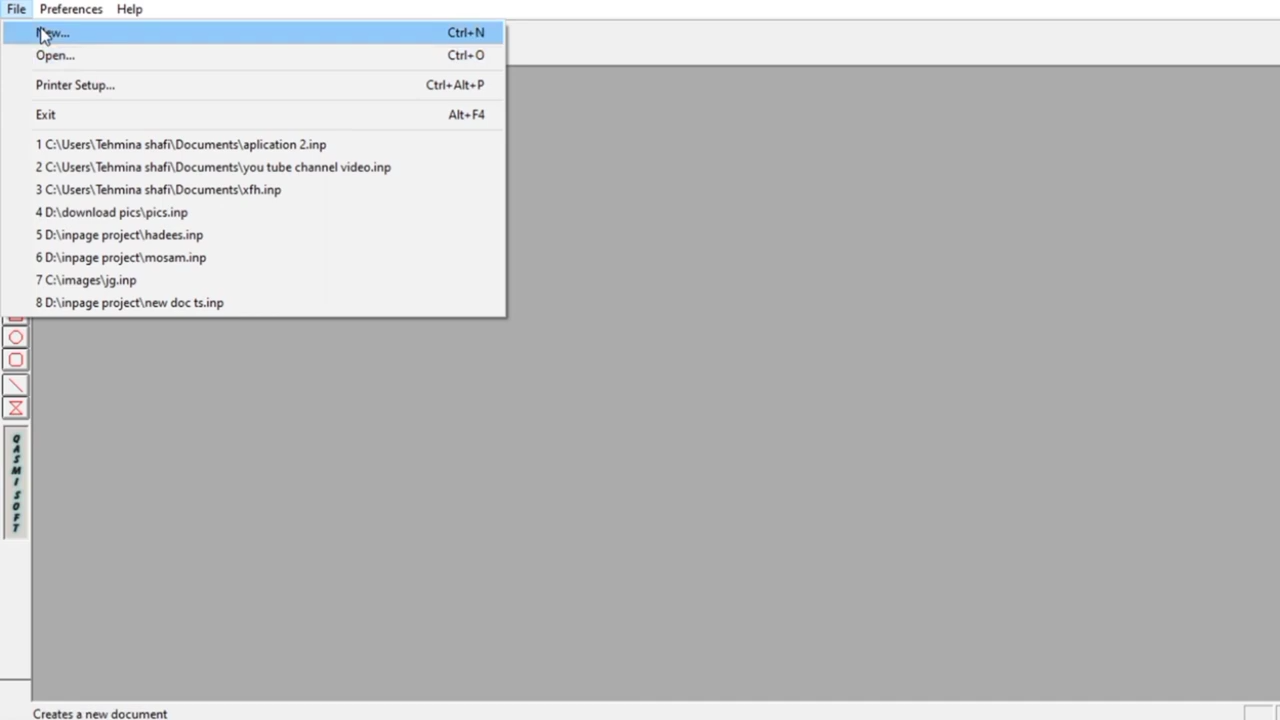 File Preferences Help
New... Ctrl+N
Open... Ctrl+O
Printer Setup... Ctrl+Alt+P
Exit Alt+F4
1 C:\Users\Tehmina shafi\Documents\aplication 2.inp
2 C:\Users\Tehmina shafi\Documents\you tube channel video.inp
3 C:\Users\Tehmina shafi\Documents\xfh.inp
4 D:\download pics\pics.inp
5 D:\inpage project\hadees.inp
6 D:\inpage project\mosam.inp
7 C:\images\jg.inp
8 D:\inpage project\new doc ts.inp
QASMI SOFT
Creates a new document